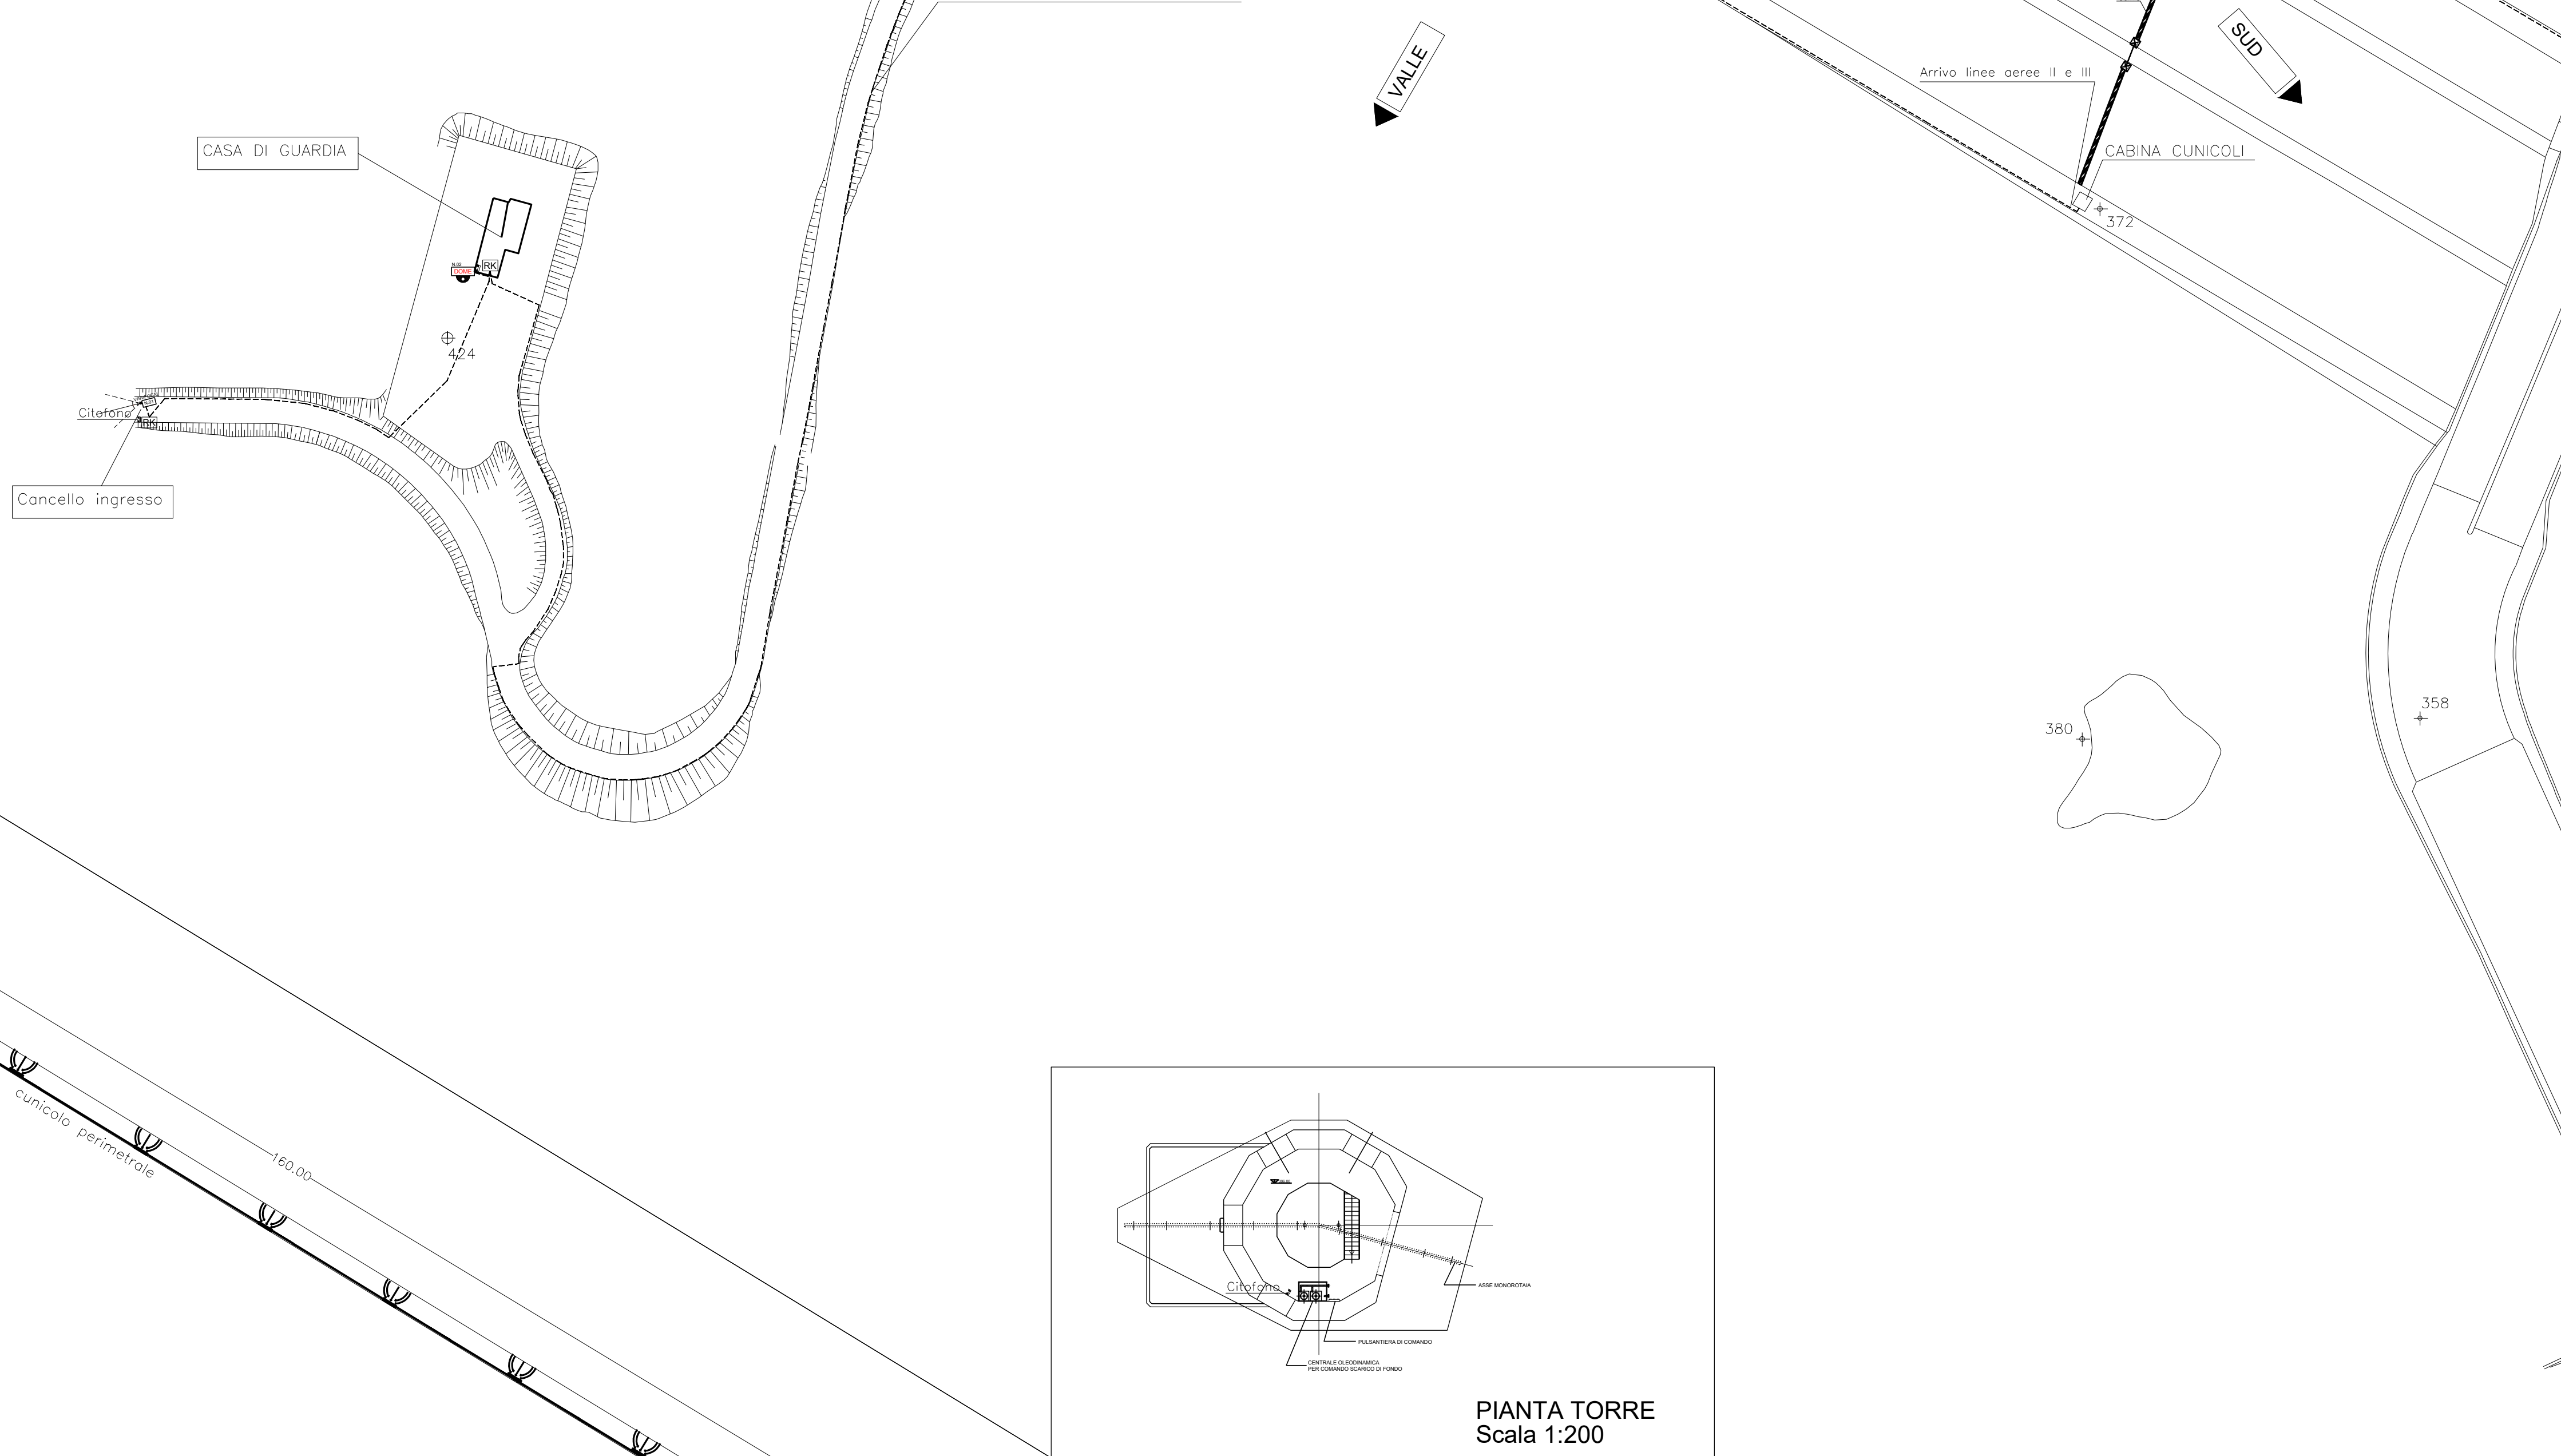 VALLE
SUD
Arrivo linee aeree II e III
CABINA CUNICOLI
372
CASA DI GUARDIA
N.02
DOME
RK
424
Citofono
RK
Cancello ingresso
358
380
cunicolo perimetrale
160.00
Citofono
ASSE MONOROTAIA
PULSANTIERA DI COMANDO
CENTRALE OLEODINAMICA
PER COMANDO SCARICO DI FONDO
PIANTA TORRE
Scala 1:200